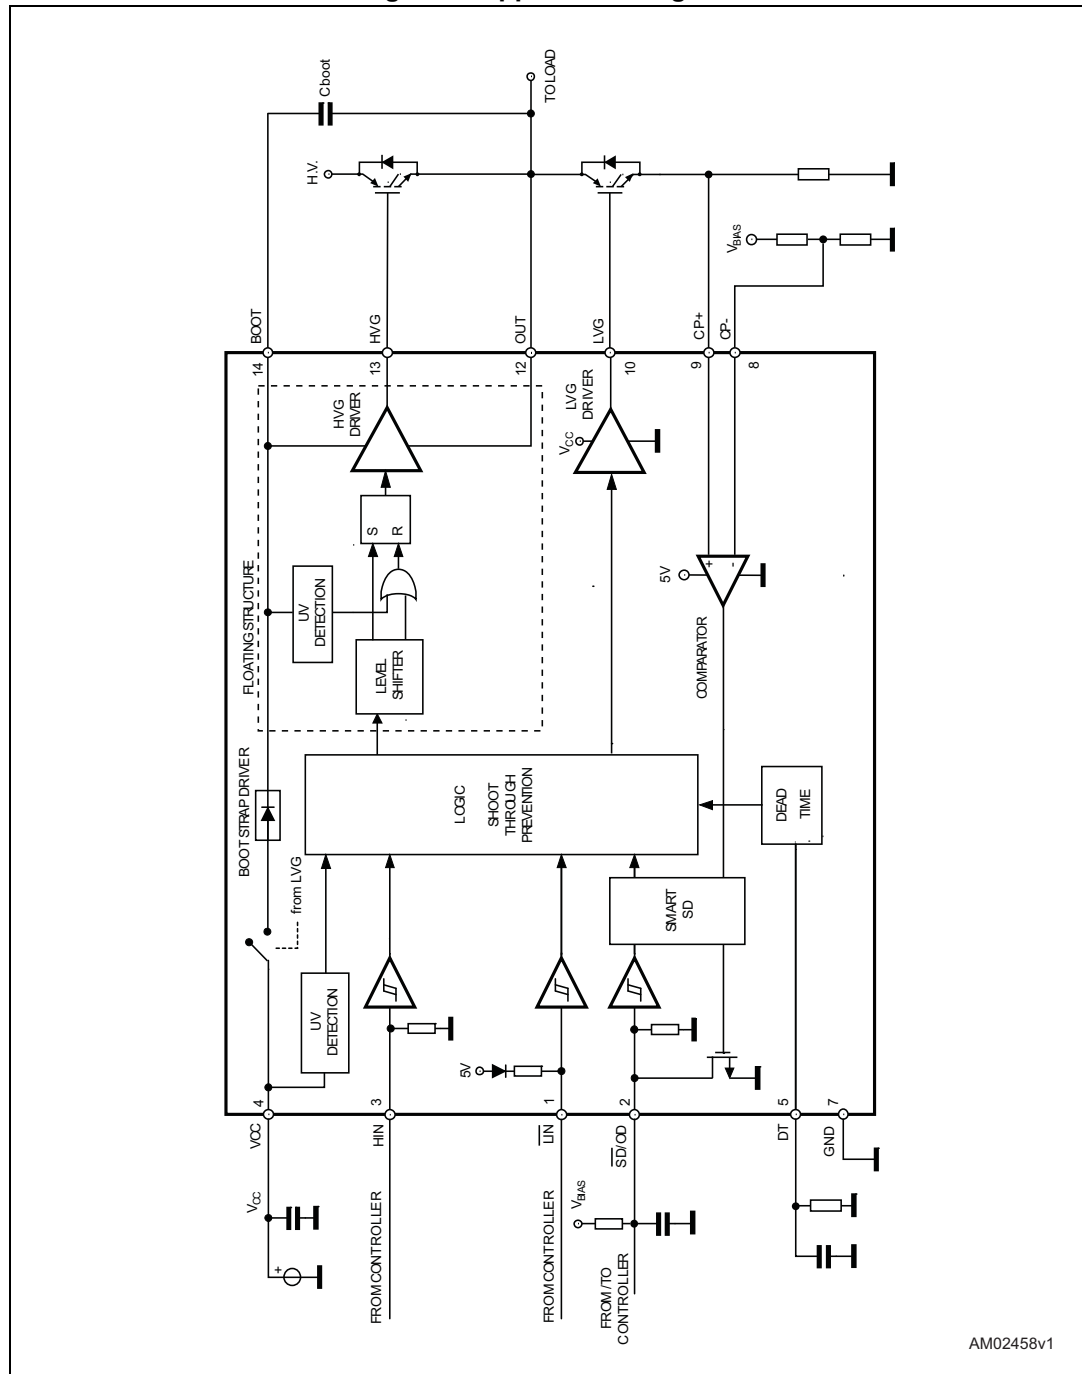 BOOT
14
Cboot
H.V.
HVG
13
HVG
DRIVER
TO LOAD
OUT
12
LVG
10
LVG
DRIVER
VCC
CP+
9
CP-
8
VBIAS
FLOATING STRUCTURE
UV
DETECTION
LEVEL
SHIFTER
S
R
5V
+
-
COMPARATOR
BOOTSTRAP DRIVER
from LVG
LOGIC
SHOOT
THROUGH
PREVENTION
DEAD
TIME
SMART
SD
UV
DETECTION
5V
VCC
4
HIN
3
LIN
1
SD/OD
2
DT
5
GND
7
VCC
+
FROM CONTROLLER
FROM CONTROLLER
VBIAS
FROM/TO
CONTROLLER
AM02458v1